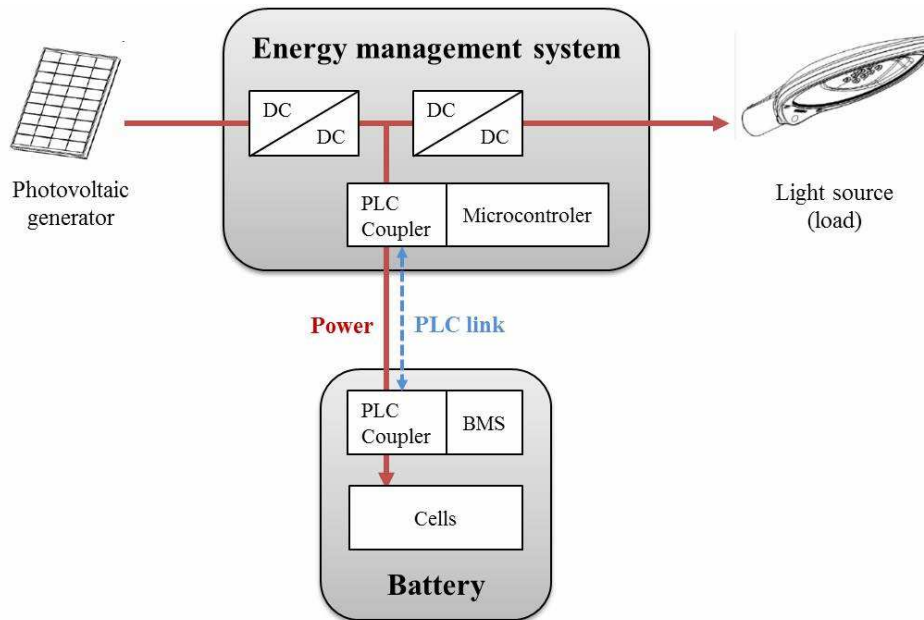 Energy management system
DC
DC
DC
DC
Photovoltaic
generator
PLC
Coupler
Microcontroler
Light source
(load)
Power
PLC link
PLC
Coupler
BMS
Cells
Battery